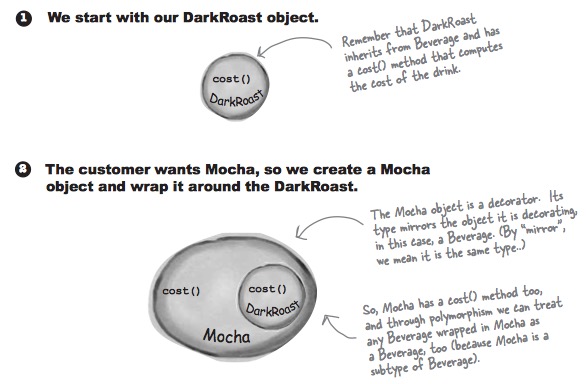 1 We start with our DarkRoast object.
Remember that DarkRoast
inherits from Beverage and has
a cost() method that computes
the cost of the drink.
cost()
DarkRoast
2 The customer wants Mocha, so we create a Mocha
object and wrap it around the DarkRoast.
The Mocha object is a decorator. Its
type mirrors the object it is decorating,
in this case, a Beverage. (By "mirror",
we mean it is the same type..)
cost()
cost()
DarkRoast
Mocha
So, Mocha has a cost() method too,
and through polymorphism we can treat
any Beverage wrapped in Mocha as
a Beverage, too (because Mocha is a
subtype of Beverage).